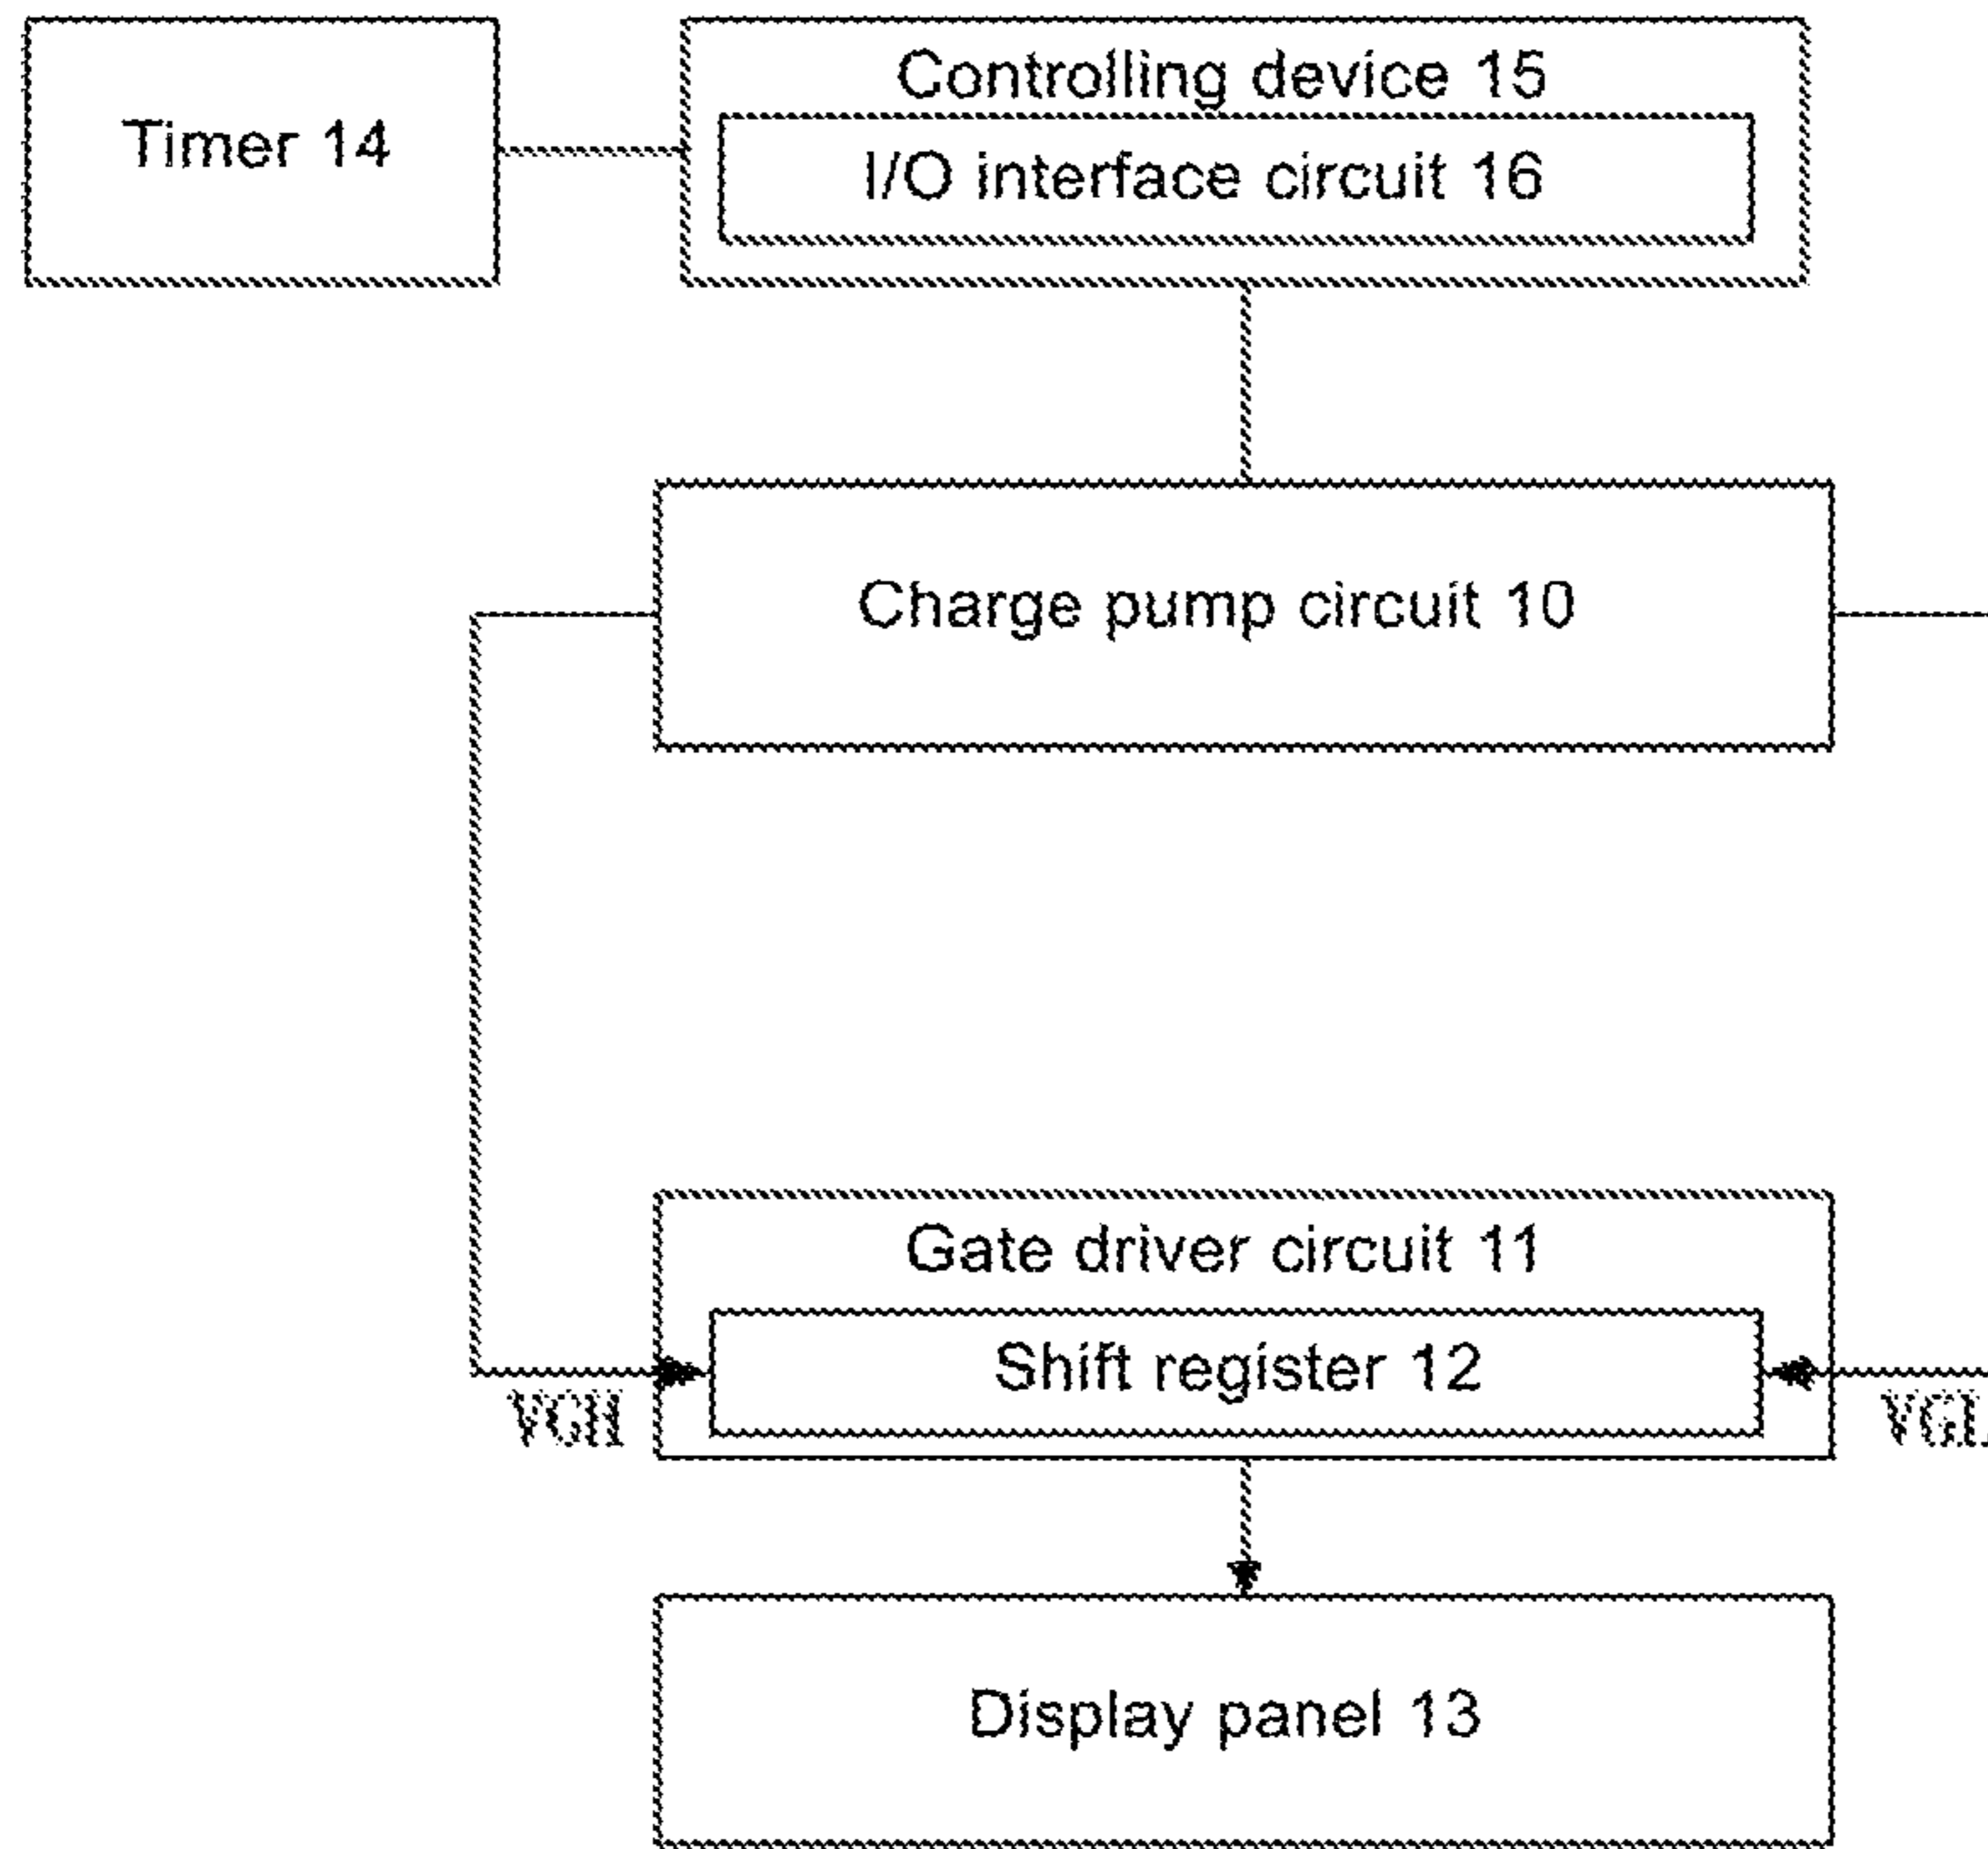 Timer 14
Controlling device 15
I/O interface circuit 16
Charge pump circuit 10
Gate driver circuit 11
Shift register 12
VGH
VGL
Display panel 13